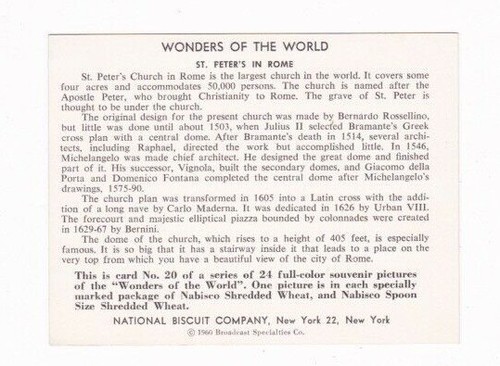 WONDERS OF THE WORLD
ST. PETER'S IN ROME
St. Peter's Church in Rome is the largest church in the world. It covers some
four acres and accommodates 50,000 persons. The church is named after the
Apostle Peter, who brought Christianity to Rome. The grave of St. Peter is
thought to be under the church.
The original design for the present church was made by Bernardo Rossellino,
but little was done until about 1503, when Julius II selected Bramante's Greek
cross plan with a central dome. After Bramante's death in 1514, several archi-
tects, including Raphael, directed the work but accomplished little. In 1546,
Michelangelo was made chief architect. He designed the great dome and finished
part of it. His successor, Vignola, built the secondary domes, and Giacomo della
Porta and Domenico Fontana completed the central dome after Michelangelo's
drawings, 1575-90.
The church plan was transformed in 1605 into a Latin cross with the addi-
tion of a long nave by Carlo Maderna. It was dedicated in 1626 by Urban VIII.
The forecourt and majestic elliptical piazza bounded by colonnades were created
in 1629-67 by Bernini.
The dome of the church, which rises to a height of 405 feet, is especially
famous. It is so big that it has a stairway inside it that leads to a place on the
very top from which you have a beautiful view of the city of Rome.
This is card No. 20 of a series of 24 full-color souvenir pictures
of the "Wonders of the World". One picture is in each specially
marked package of Nabisco Shredded Wheat, and Nabisco Spoon
Size Shredded Wheat.
NATIONAL BISCUIT COMPANY, New York 22, New York
© 1960 Broadcast Specialties Co.